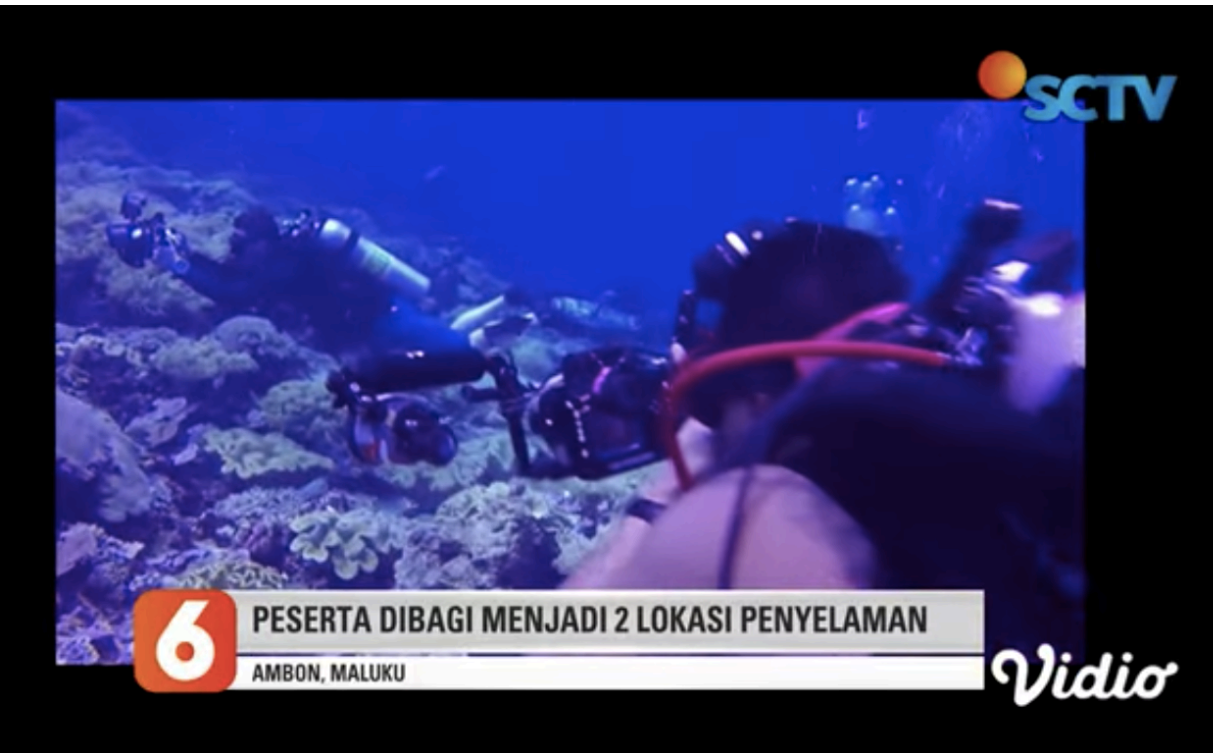 SCTV
6
PESERTA DIBAGI MENJADI 2 LOKASI PENYELAMAN
AMBON, MALUKU
Vidio